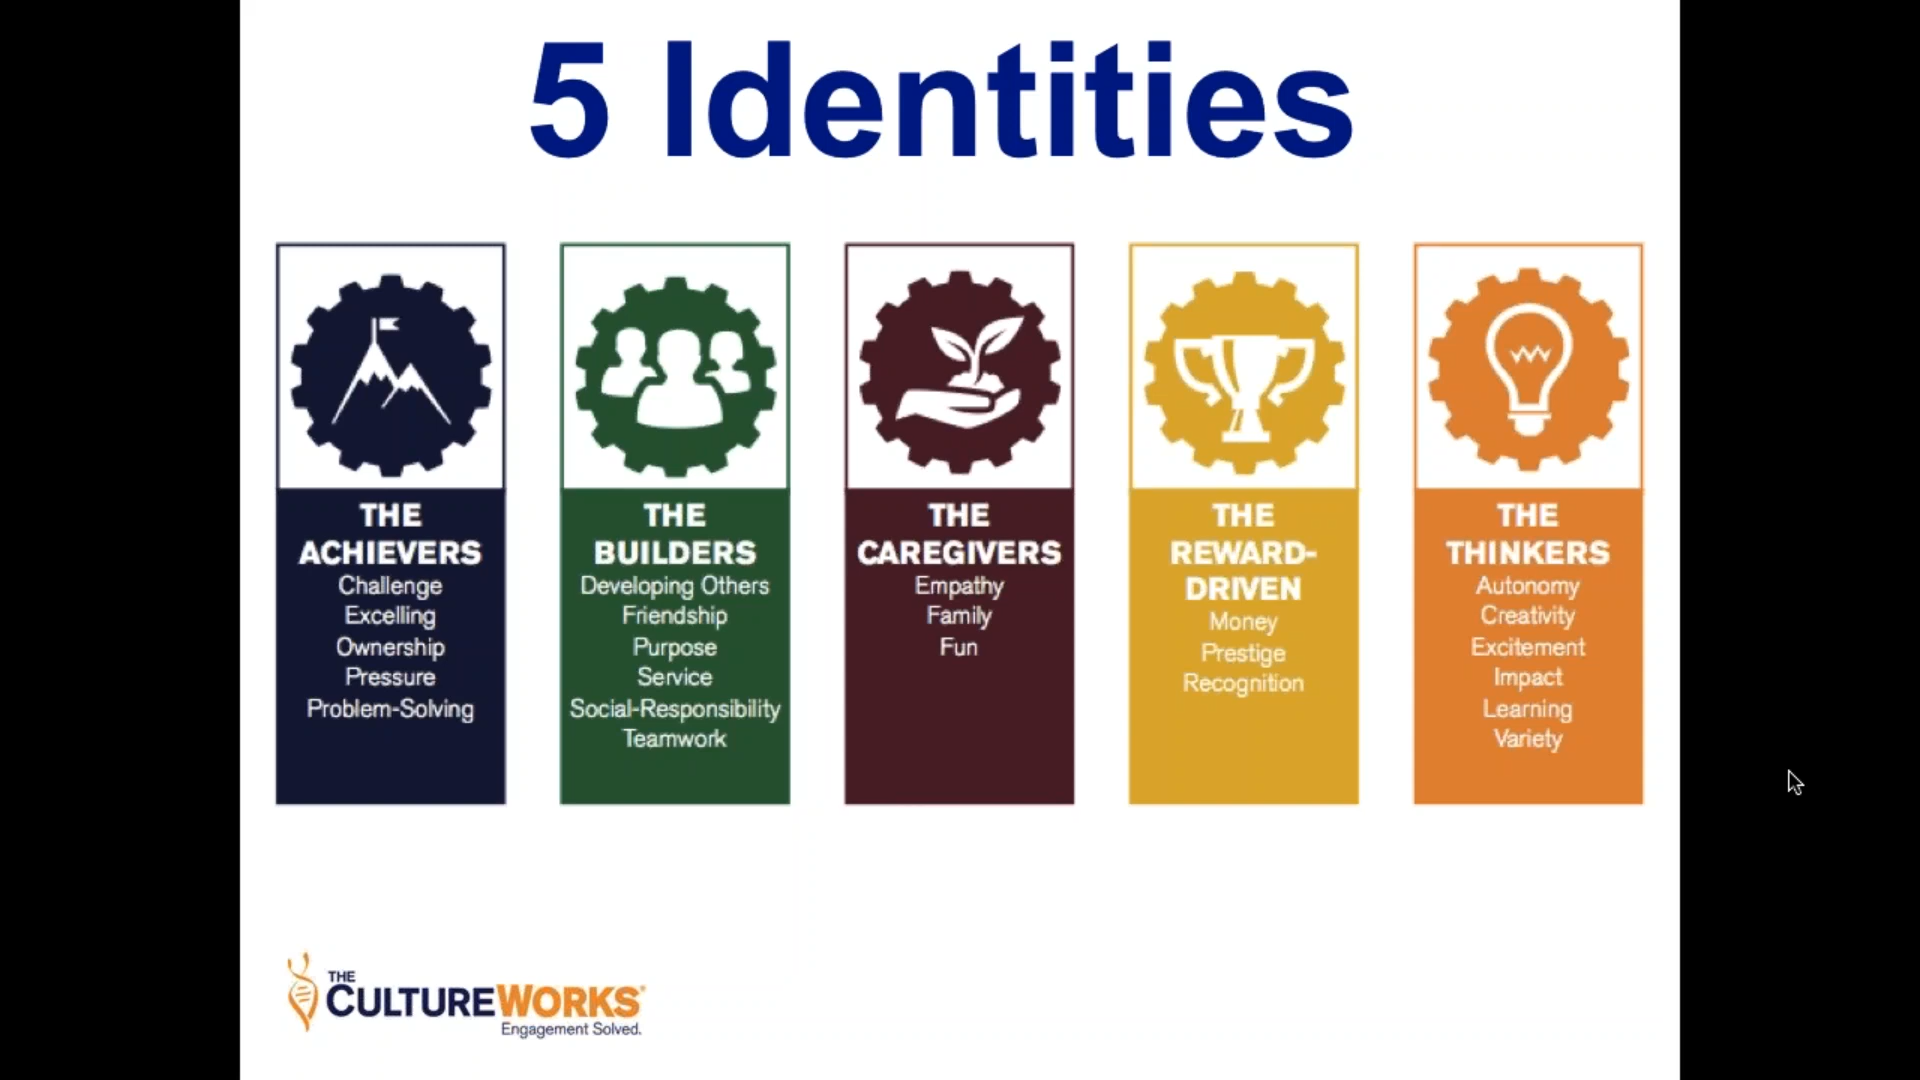 5 Identities
THE
ACHIEVERS
Challenge
Excelling
Ownership
Pressure
Problem-Solving
THE
BUILDERS
Developing Others
Friendship
Purpose
Service
Social-Responsibility
Teamwork
THE
CAREGIVERS
Empathy
Family
Fun
THE
REWARD-
DRIVEN
Money
Prestige
Recognition
THE
THINKERS
Autonomy
Creativity
Excitement
Impact
Learning
Variety
THE
CULTUREWORKS®
Engagement Solved.